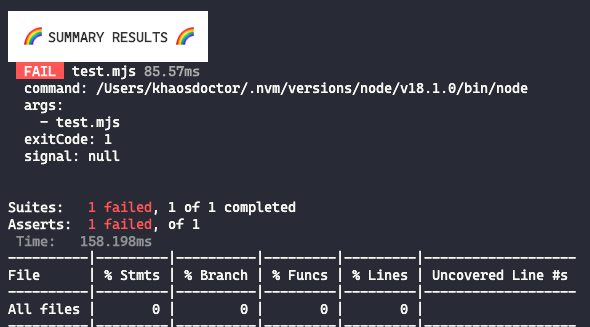 🌈 SUMMARY RESULTS 🌈
FAIL test.mjs 85.57ms
command: /Users/khaosdoctor/.nvm/versions/node/v18.1.0/bin/node
args:
- test.mjs
exitCode: 1
signal: null
Suites: 1 failed, 1 of 1 completed
Asserts: 1 failed, of 1
Time: 158.198ms
----------|---------|----------|---------|---------|-------------------
File | % Stmts | % Branch | % Funcs | % Lines | Uncovered Line #s
----------|---------|----------|---------|---------|-------------------
All files | 0 | 0 | 0 | 0 |
----------|---------|----------|---------|---------|-------------------